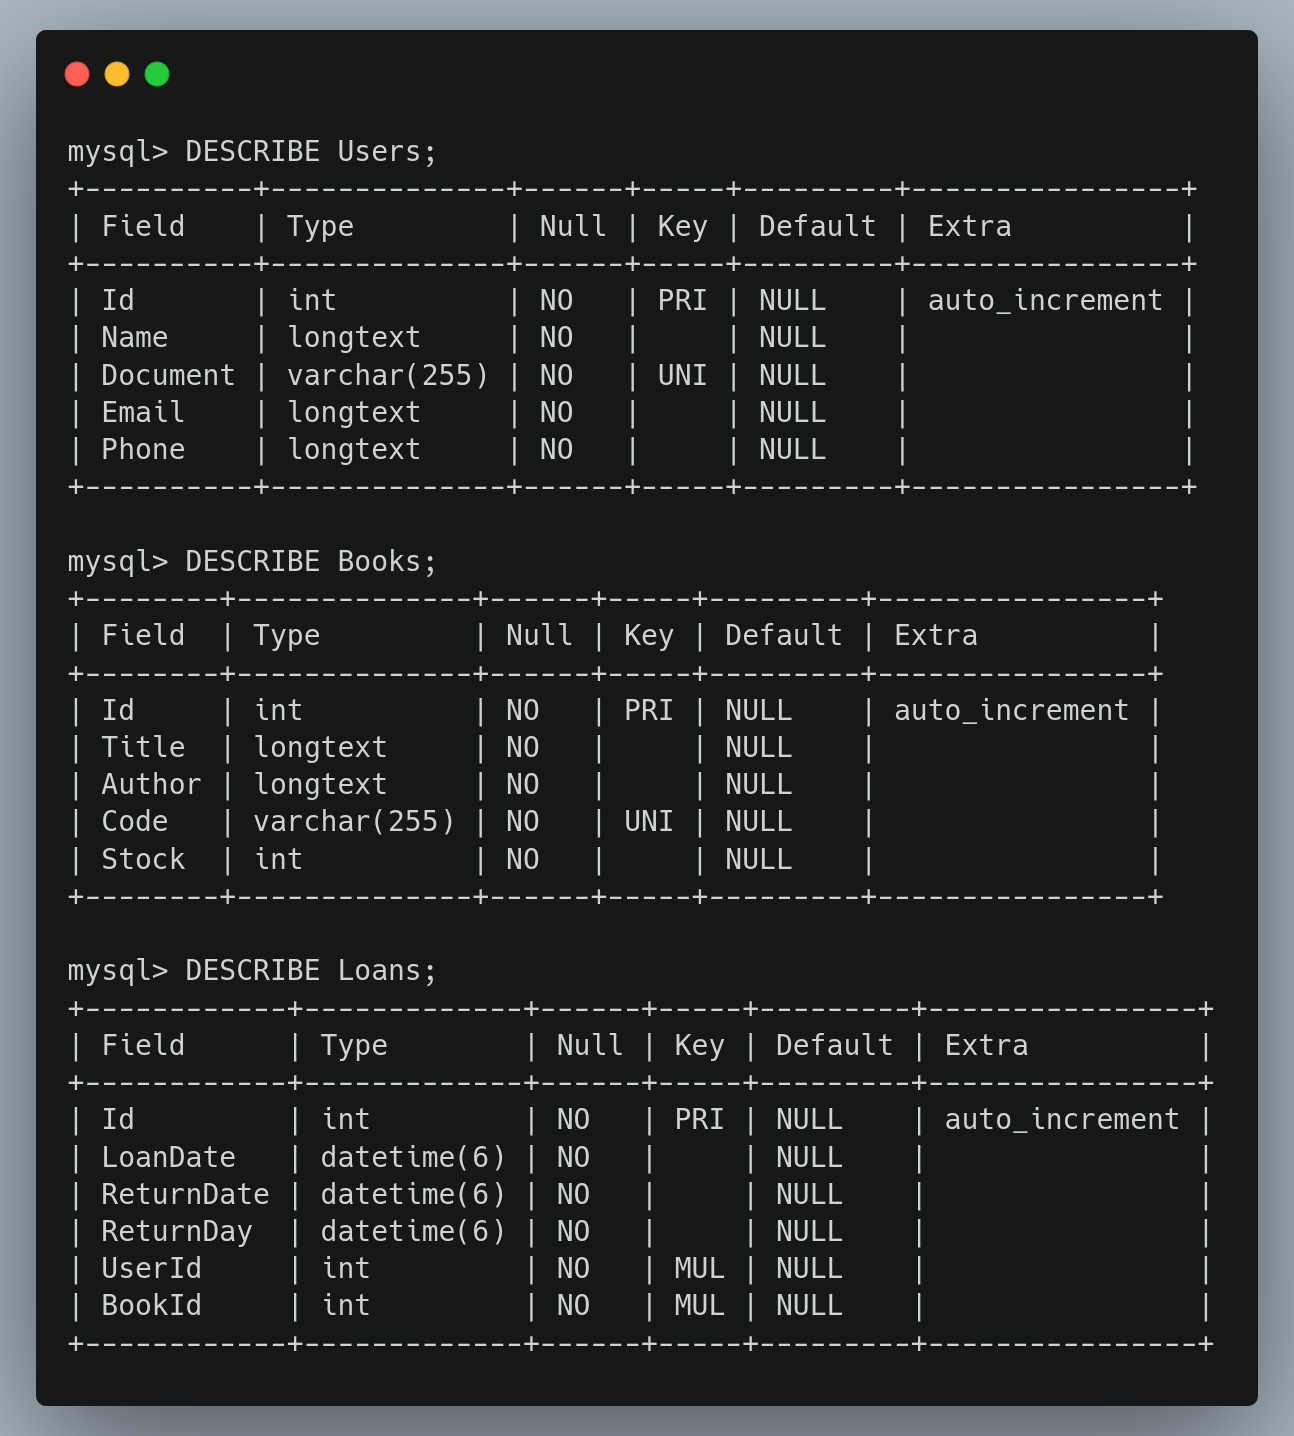 mysql> DESCRIBE Users;
+----------+--------------+------+-----+---------+----------------+
| Field    | Type         | Null | Key | Default | Extra          |
+----------+--------------+------+-----+---------+----------------+
| Id       | int          | NO   | PRI | NULL    | auto_increment |
| Name     | longtext     | NO   |     | NULL    |                |
| Document | varchar(255) | NO   | UNI | NULL    |                |
| Email    | longtext     | NO   |     | NULL    |                |
| Phone    | longtext     | NO   |     | NULL    |                |
+----------+--------------+------+-----+---------+----------------+
mysql> DESCRIBE Books;
+--------+--------------+------+-----+---------+----------------+
| Field  | Type         | Null | Key | Default | Extra          |
+--------+--------------+------+-----+---------+----------------+
| Id     | int          | NO   | PRI | NULL    | auto_increment |
| Title  | longtext     | NO   |     | NULL    |                |
| Author | longtext     | NO   |     | NULL    |                |
| Code   | varchar(255) | NO   | UNI | NULL    |                |
| Stock  | int          | NO   |     | NULL    |                |
+--------+--------------+------+-----+---------+----------------+
mysql> DESCRIBE Loans;
+------------+-------------+------+-----+---------+----------------+
| Field      | Type        | Null | Key | Default | Extra          |
+------------+-------------+------+-----+---------+----------------+
| Id         | int         | NO   | PRI | NULL    | auto_increment |
| LoanDate   | datetime(6) | NO   |     | NULL    |                |
| ReturnDate | datetime(6) | NO   |     | NULL    |                |
| ReturnDay  | datetime(6) | NO   |     | NULL    |                |
| UserId     | int         | NO   | MUL | NULL    |                |
| BookId     | int         | NO   | MUL | NULL    |                |
+------------+-------------+------+-----+---------+----------------+